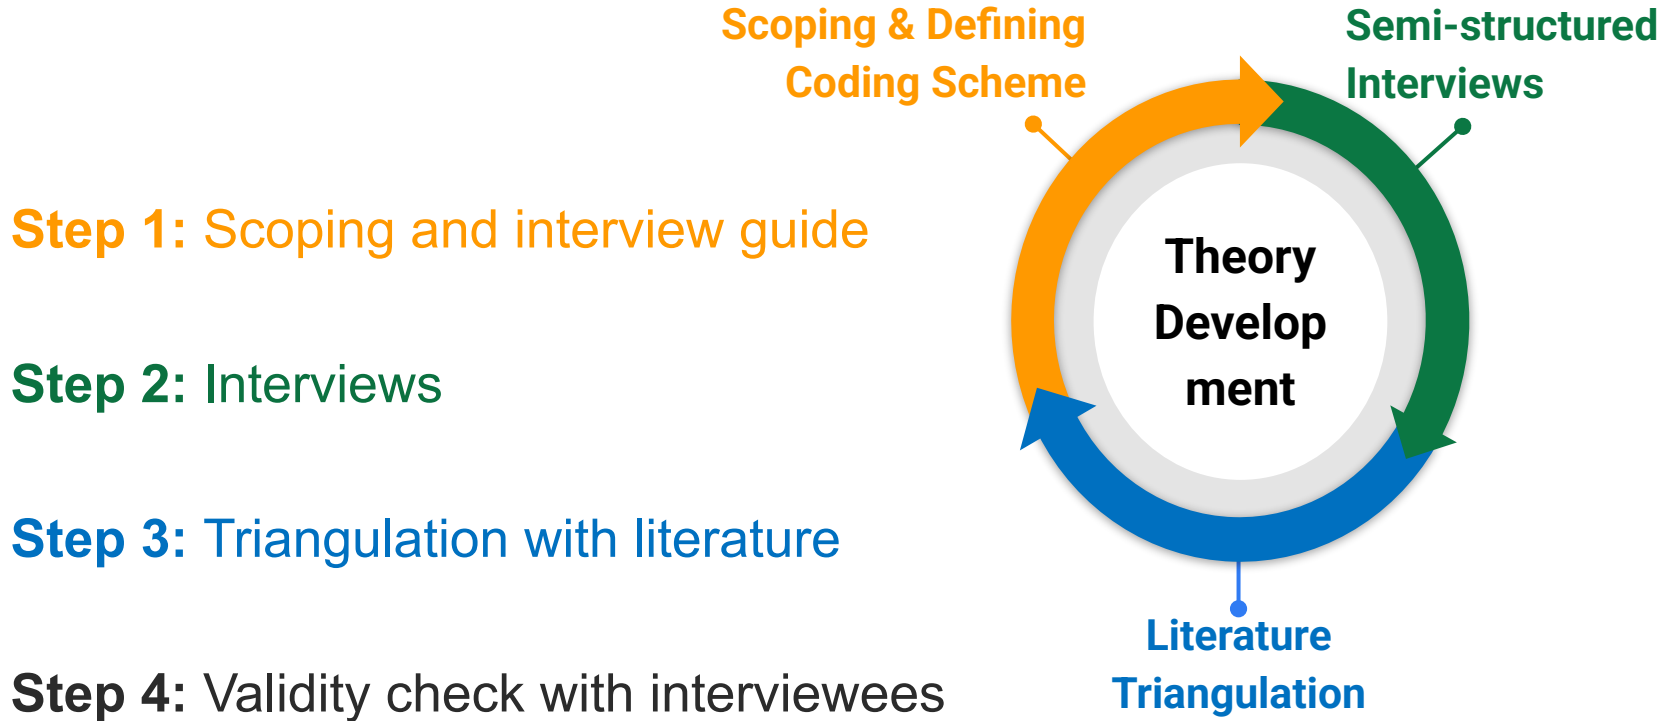 Scoping & Defining
Coding Scheme
Semi-structured
Interviews
Step 1: Scoping and interview guide
Step 2: Interviews
Step 3: Triangulation with literature
Step 4: Validity check with interviewees
Theory
Develop
ment
Literature
Triangulation